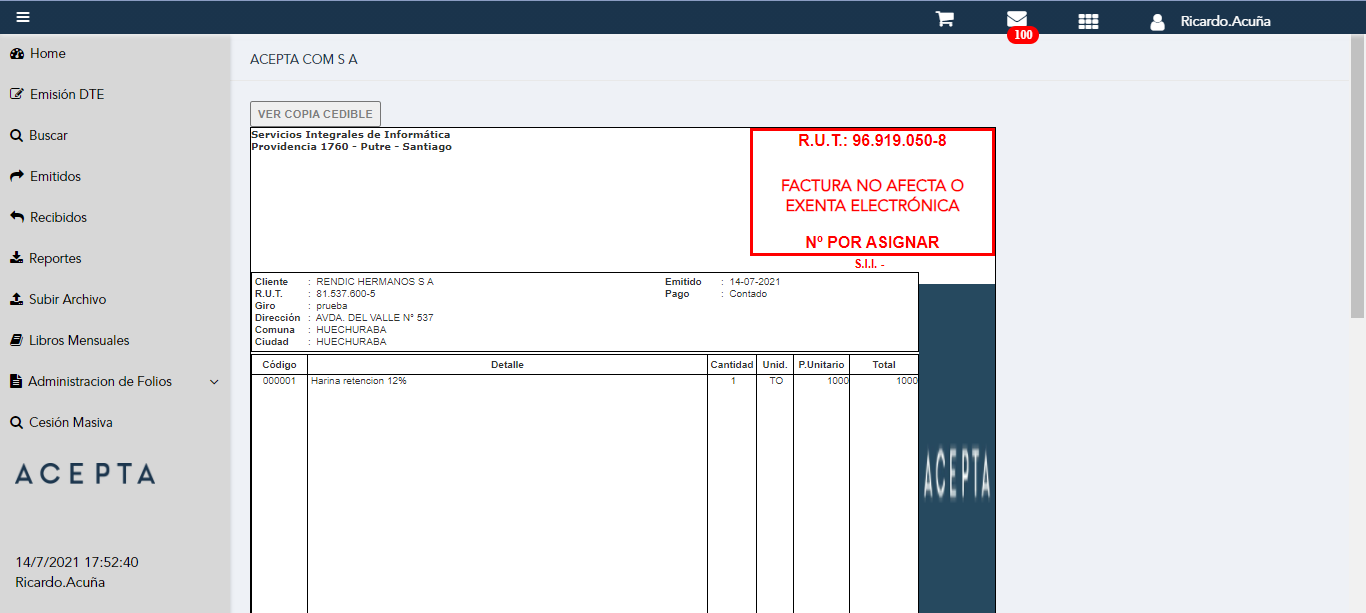 Ricardo.Acuña
100
Home
Emisión DTE
Buscar
Emitidos
Recibidos
Reportes
Subir Archivo
Libros Mensuales
Administracion de Folios
Cesión Masiva
ACEPTA
14/7/2021 17:52:40
Ricardo.Acuña
ACEPTA COM S A
VER COPIA CEDIBLE
Servicios Integrales de Informática
Providencia 1760 - Putre - Santiago
R.U.T.: 96.919.050-8
FACTURA NO AFECTA O
EXENTA ELECTRÓNICA
Nº POR ASIGNAR
S.I.I. -
Cliente : RENDIC HERMANOS S A Emitido : 14-07-2021
R.U.T. : 81.537.600-5 Pago : Contado
Giro : prueba
Dirección : AVDA. DEL VALLE N° 537
Comuna : HUECHURABA
Ciudad : HUECHURABA
Código Detalle Cantidad Unid. P.Unitario Total
000001 Harina retencion 12% 1 TO 1000 1000
ACEPTA